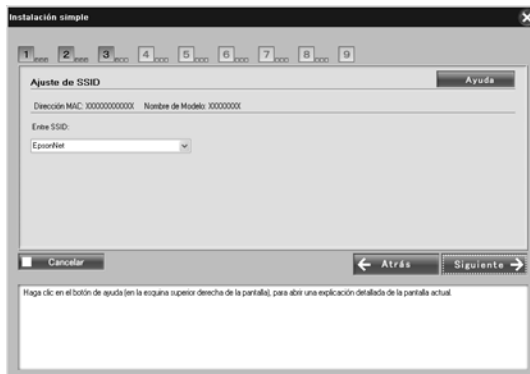 Instalación simple
1 2 3 4 5 6 7 8 9
Ajuste de SSID
Ayuda
Dirección MAC: XXXXXXXXXXXX Nombre de Modelo: XXXXXXXX
Entre SSID:
EpsonNet
Cancelar
Atrás
Siguiente
Haga clic en el botón de ayuda (en la esquina superior derecha de la pantalla), para abrir una explicación detallada de la pantalla actual.